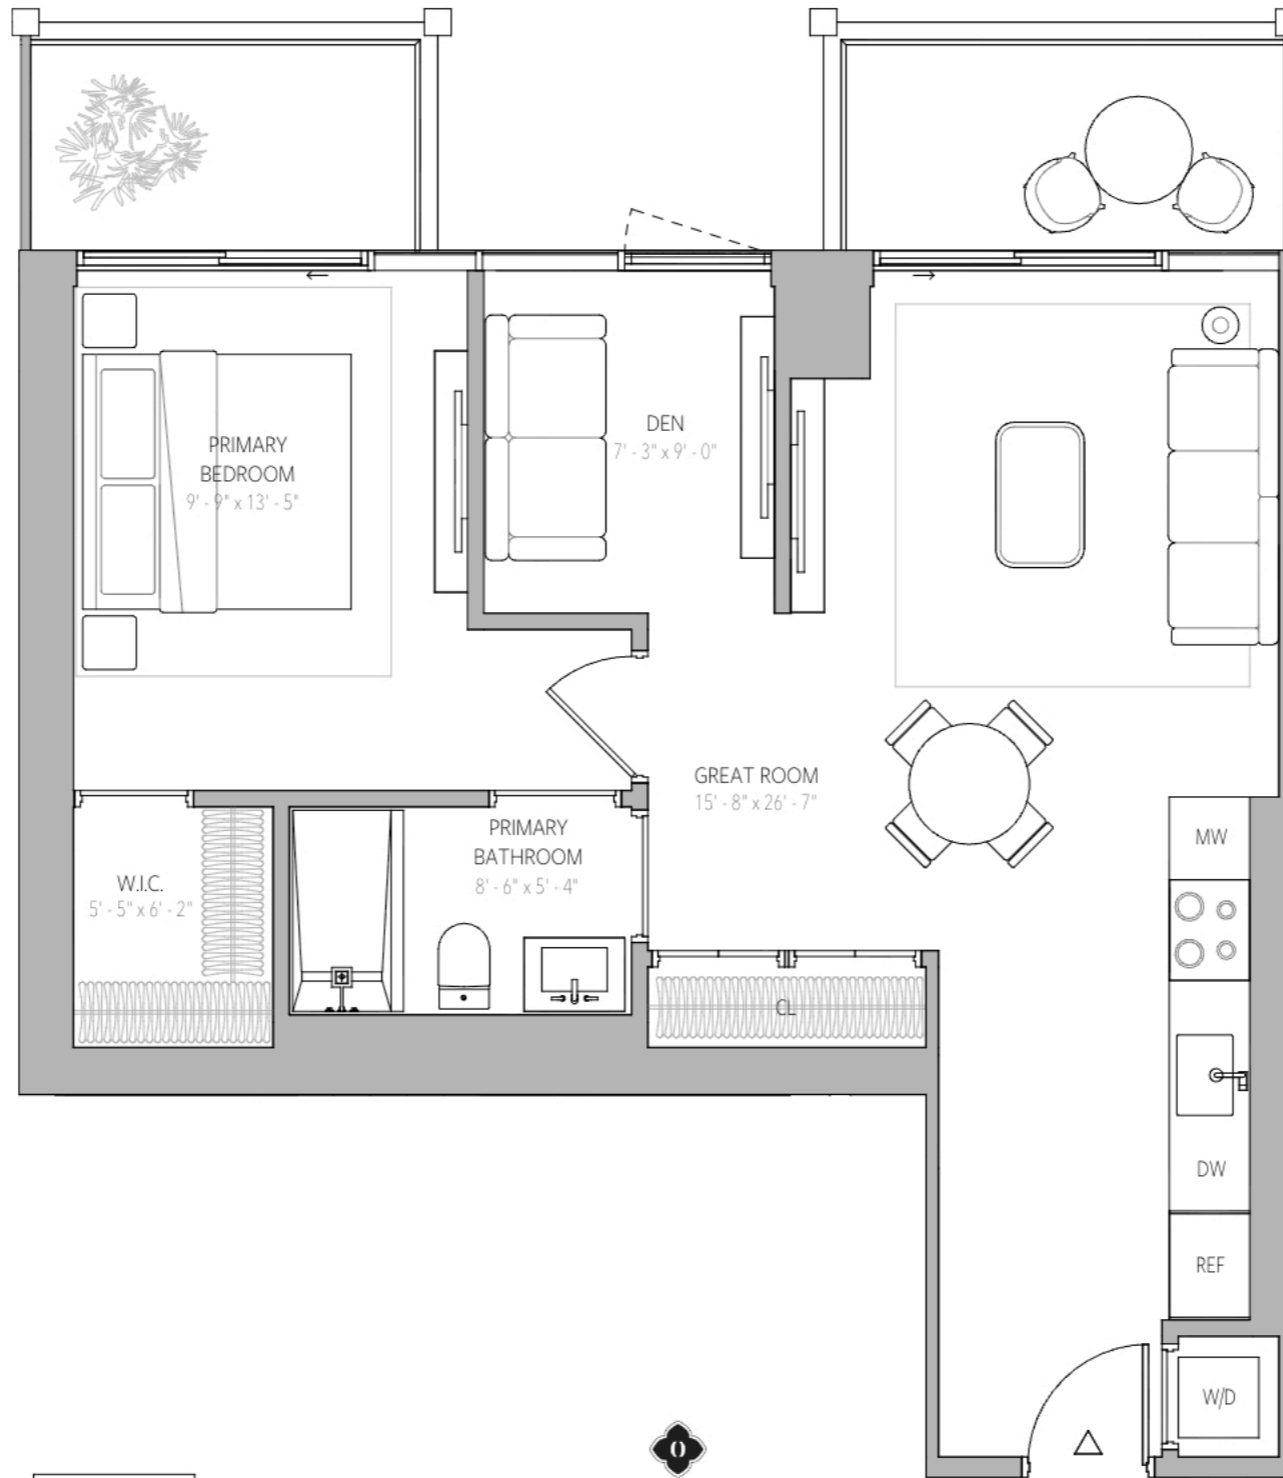 PRIMARY
BEDROOM
9' - 9" x 13' - 5"
DEN
7' - 3" x 9' - 0"
GREAT ROOM
15' - 8" x 26' - 7"
PRIMARY
BATHROOM
8' - 6" x 5' - 4"
W.I.C.
5' - 5" x 6' - 2"
CL
MW
DW
REF
W/D
O